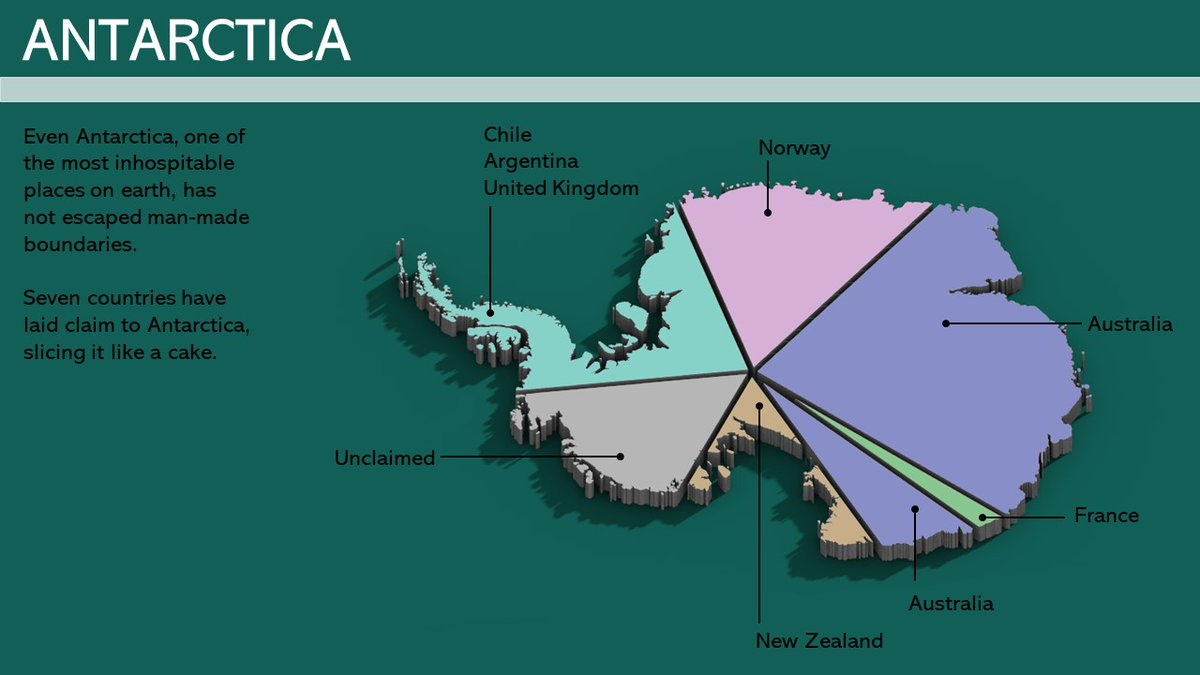 ANTARCTICA
Even Antarctica, one of
the most inhospitable
places on earth, has
not escaped man-made
boundaries.
Seven countries have
laid claim to Antarctica,
slicing it like a cake.
Chile
Argentina
United Kingdom
Norway
Australia
Unclaimed
France
Australia
New Zealand